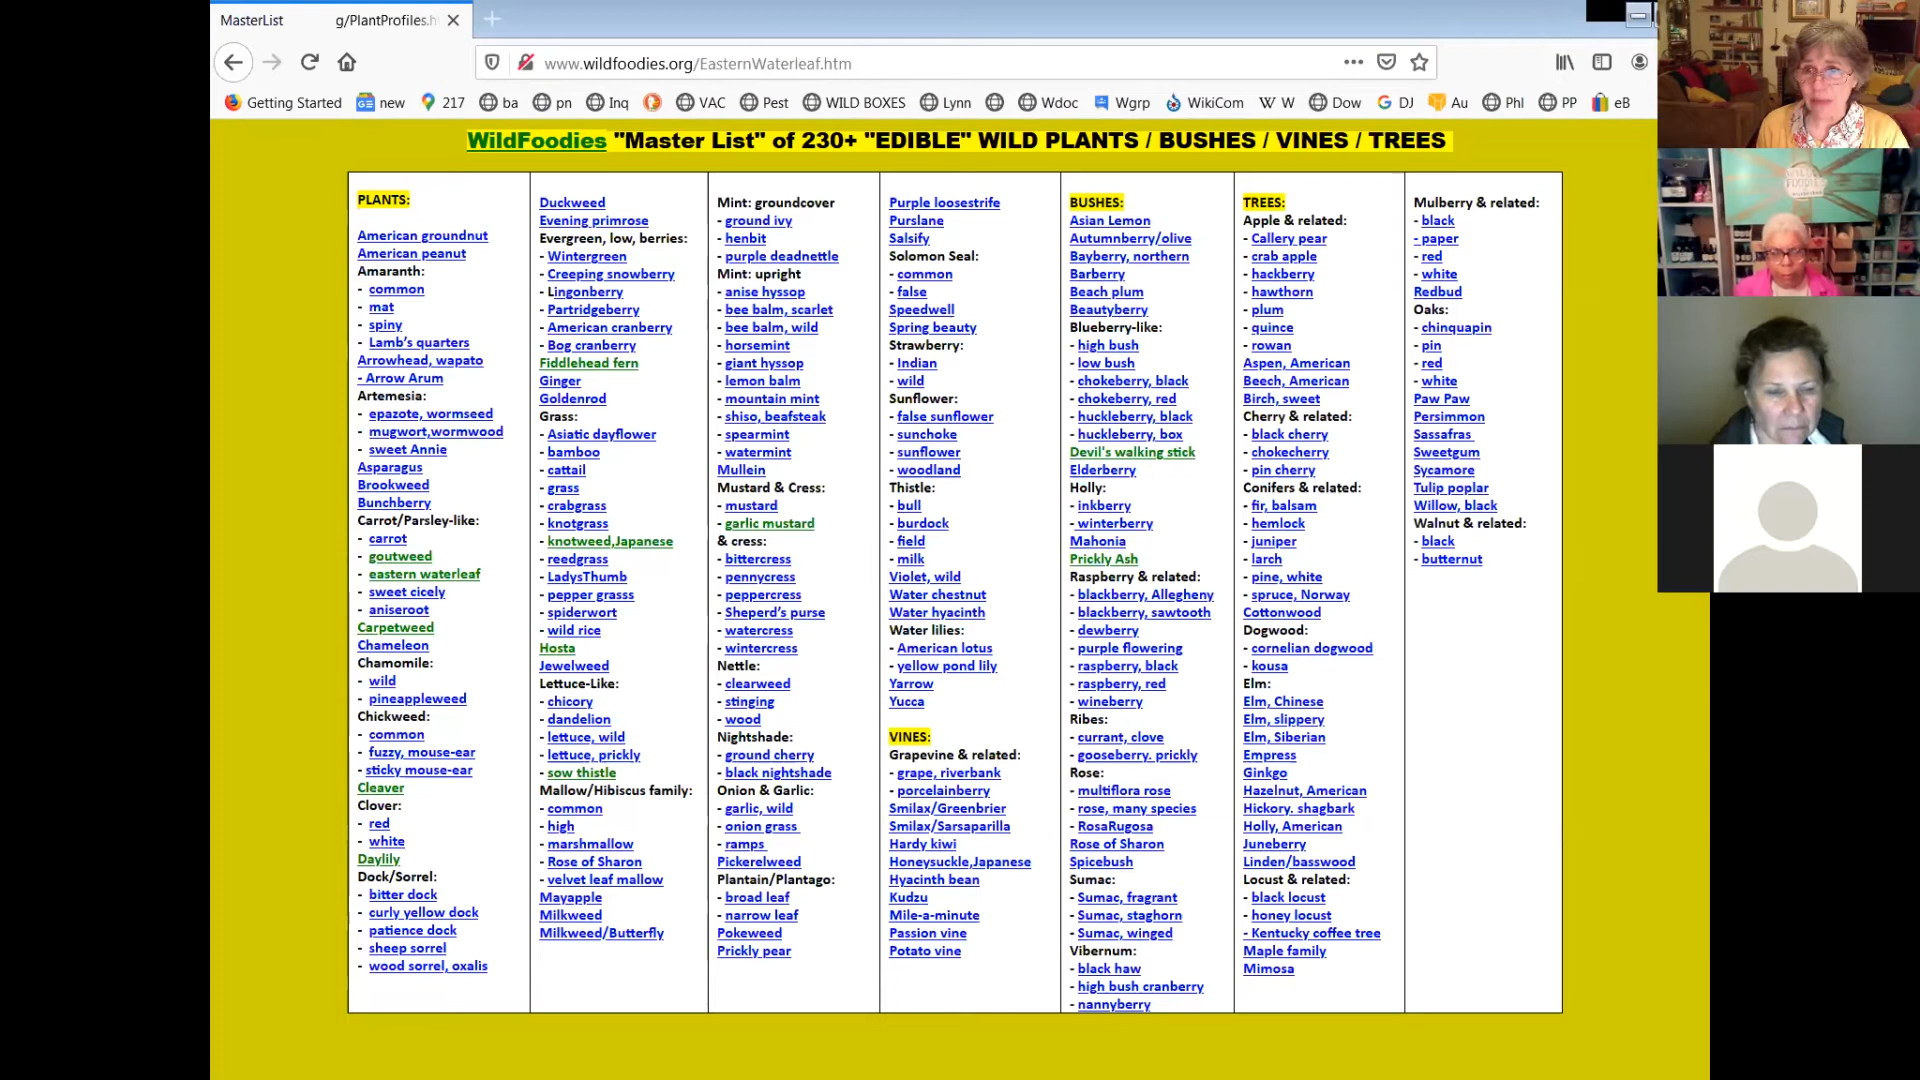 MasterList
g/PlantProfiles.h
www.wildfoodies.org/EasternWaterleaf.htm
Getting Started new 217 ba pn Inq VAC Pest WILD BOXES Lynn Wdoc Wgrp WikiCom W Dow DJ Au Phl PP eB
WildFoodies "Master List" of 230+ "EDIBLE" WILD PLANTS / BUSHES / VINES / TREES
PLANTS:
American groundnut
American peanut
Amaranth:
- common
- mat
- spiny
- Lamb's quarters
Arrowhead, wapato
- Arrow Arum
Artemesia:
- epazote, wormseed
- mugwort,wormwood
- sweet Annie
Asparagus
Brookweed
Bunchberry
Carrot/Parsley-like:
- carrot
- goutweed
- eastern waterleaf
- sweet cicely
- aniseroot
Carpetweed
Chameleon
Chamomile:
- wild
- pineappleweed
Chickweed:
- common
- fuzzy, mouse-ear
- sticky mouse-ear
Cleaver
Clover:
- red
- white
Daylily
Dock/Sorrel:
- bitter dock
- curly yellow dock
- patience dock
- sheep sorrel
- wood sorrel, oxalis
Duckweed
Evening primrose
Evergreen, low, berries:
- Wintergreen
- Creeping snowberry
- Lingonberry
- Partridgeberry
- American cranberry
- Bog cranberry
Fiddlehead fern
Ginger
Goldenrod
Grass:
- Asiatic dayflower
- bamboo
- cattail
- grass
- crabgrass
- knotgrass
- knotweed,Japanese
- reedgrass
- LadysThumb
- pepper grasss
- spiderwort
- wild rice
Hosta
Jewelweed
Lettuce-Like:
- chicory
- dandelion
- lettuce, wild
- lettuce, prickly
- sow thistle
Mallow/Hibiscus family:
- common
- high
- marshmallow
- Rose of Sharon
- velvet leaf mallow
Mayapple
Milkweed
Milkweed/Butterfly
Mint: groundcover
- ground ivy
- henbit
- purple deadnettle
Mint: upright
- anise hyssop
- bee balm, scarlet
- bee balm, wild
- horsemint
- giant hyssop
- lemon balm
- mountain mint
- shiso, beafsteak
- spearmint
- watermint
Mullein
Mustard & Cress:
- mustard
- garlic mustard
& cress:
- bittercress
- pennycress
- peppercress
- Sheperd's purse
- watercress
- wintercress
Nettle:
- clearweed
- stinging
- wood
Nightshade:
- ground cherry
- black nightshade
Onion & Garlic:
- garlic, wild
- onion grass
- ramps
Pickerelweed
Plantain/Plantago:
- broad leaf
- narrow leaf
Pokeweed
Prickly pear
Purple loosestrife
Purslane
Salsify
Solomon Seal:
- common
- false
Speedwell
Spring beauty
Strawberry:
- Indian
- wild
Sunflower:
- false sunflower
- sunchoke
- sunflower
- woodland
Thistle:
- bull
- burdock
- field
- milk
Violet, wild
Water chestnut
Water hyacinth
Water lilies:
- American lotus
- yellow pond lily
Yarrow
Yucca
VINES:
Grapevine & related:
- grape, riverbank
- porcelainberry
Smilax/Greenbrier
Smilax/Sarsaparilla
Hardy kiwi
Honeysuckle,Japanese
Hyacinth bean
Kudzu
Mile-a-minute
Passion vine
Potato vine
BUSHES:
Asian Lemon
Autumnberry/olive
Bayberry, northern
Barberry
Beach plum
Beautyberry
Blueberry-like:
- high bush
- low bush
- chokeberry, black
- chokeberry, red
- huckleberry, black
- huckleberry, box
Devil's walking stick
Elderberry
Holly:
- inkberry
- winterberry
Mahonia
Prickly Ash
Raspberry & related:
- blackberry, Allegheny
- blackberry, sawtooth
- dewberry
- purple flowering
- raspberry, black
- raspberry, red
- wineberry
Ribes:
- currant, clove
- gooseberry. prickly
Rose:
- multiflora rose
- rose, many species
- RosaRugosa
Rose of Sharon
Spicebush
Sumac:
- Sumac, fragrant
- Sumac, staghorn
- Sumac, winged
Vibernum:
- black haw
- high bush cranberry
- nannyberry
TREES:
Apple & related:
- Callery pear
- crab apple
- hackberry
- hawthorn
- plum
- quince
- rowan
Aspen, American
Beech, American
Birch, sweet
Cherry & related:
- black cherry
- chokecherry
- pin cherry
Conifers & related:
- fir, balsam
- hemlock
- juniper
- larch
- pine, white
- spruce, Norway
Cottonwood
Dogwood:
- cornelian dogwood
- kousa
Elm:
Elm, Chinese
Elm, slippery
Elm, Siberian
Empress
Ginkgo
Hazelnut, American
Hickory. shagbark
Holly, American
Juneberry
Linden/basswood
Locust & related:
- black locust
- honey locust
- Kentucky coffee tree
Maple family
Mimosa
Mulberry & related:
- black
- paper
- red
- white
Redbud
Oaks:
- chinquapin
- pin
- red
- white
Paw Paw
Persimmon
Sassafras
Sweetgum
Sycamore
Tulip poplar
Willow, black
Walnut & related:
- black
- butternut